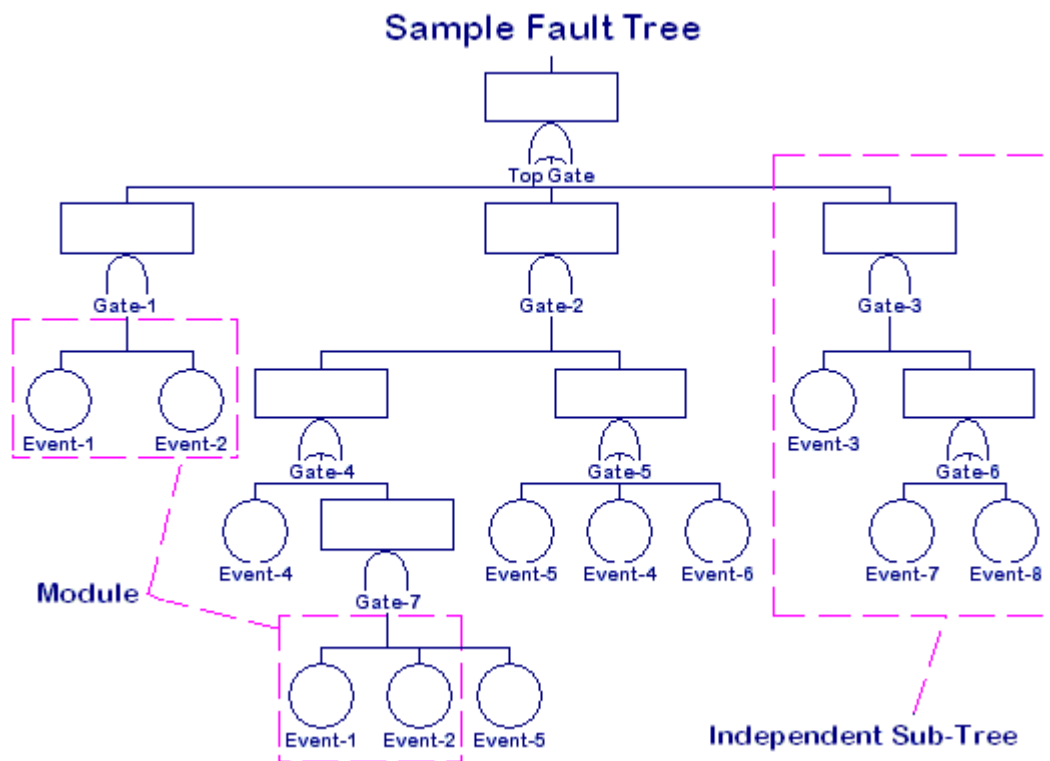 Sample Fault Tree
Top Gate
Gate-1
Gate-2
Gate-3
Event-1
Event-2
Gate-4
Gate-5
Event-3
Gate-6
Event-4
Event-5
Event-4
Event-6
Event-7
Event-8
Module
Gate-7
Event-1
Event-2
Event-5
Independent Sub-Tree